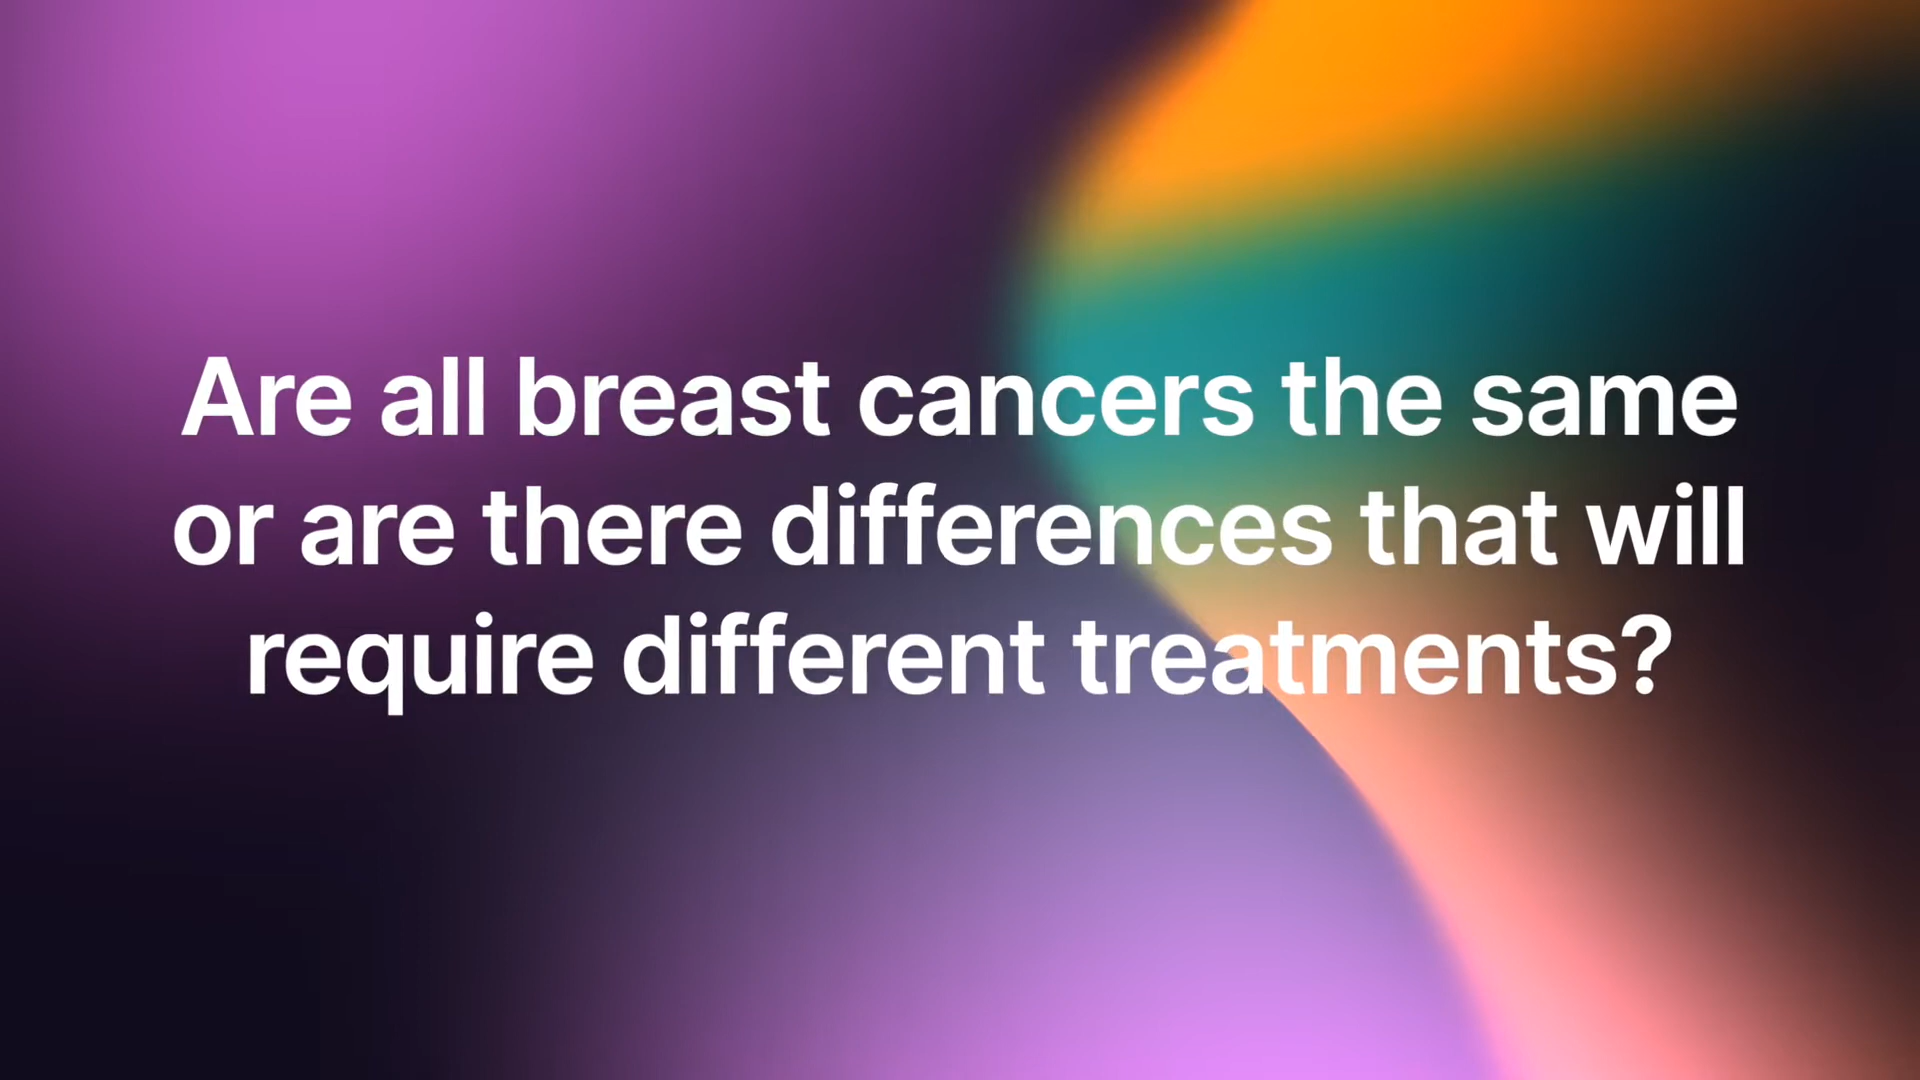 Are all breast cancers the same
or are there differences that will
require different treatments?